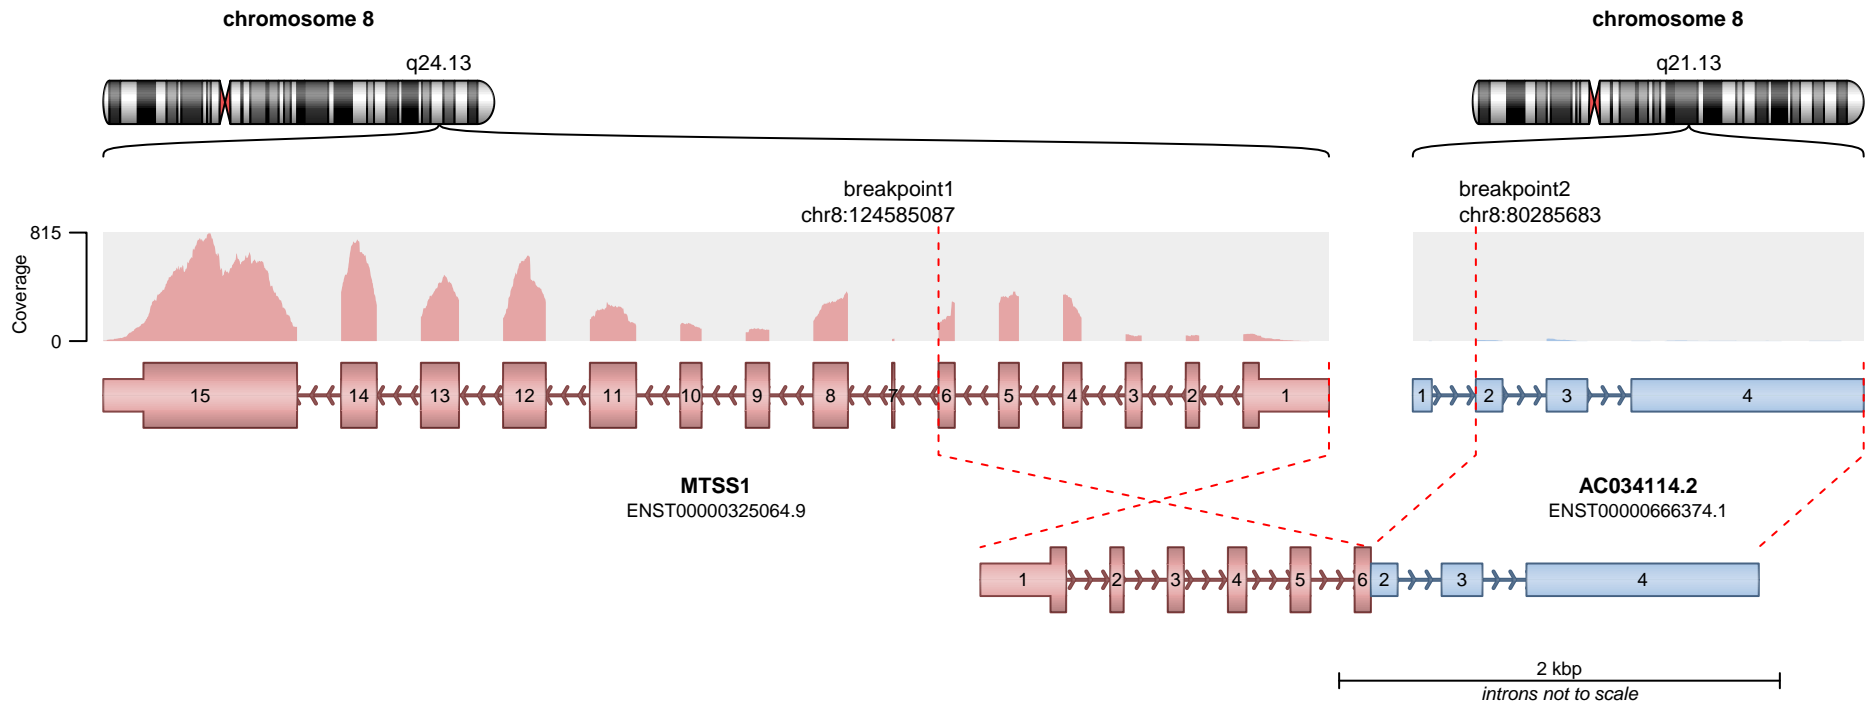 chromosome 8
chromosome 8
q24.13
q21.13
breakpoint1
chr8:124585087
breakpoint2
chr8:80285683
815
0
Coverage
15 14 13 12 11 10 9 8 7 6 5 4 3 2 1
1 2 3 4
MTSS1
ENST00000325064.9
AC034114.2
ENST00000666374.1
1 2 3 4 5 6 2 3 4
2 kbp
introns not to scale